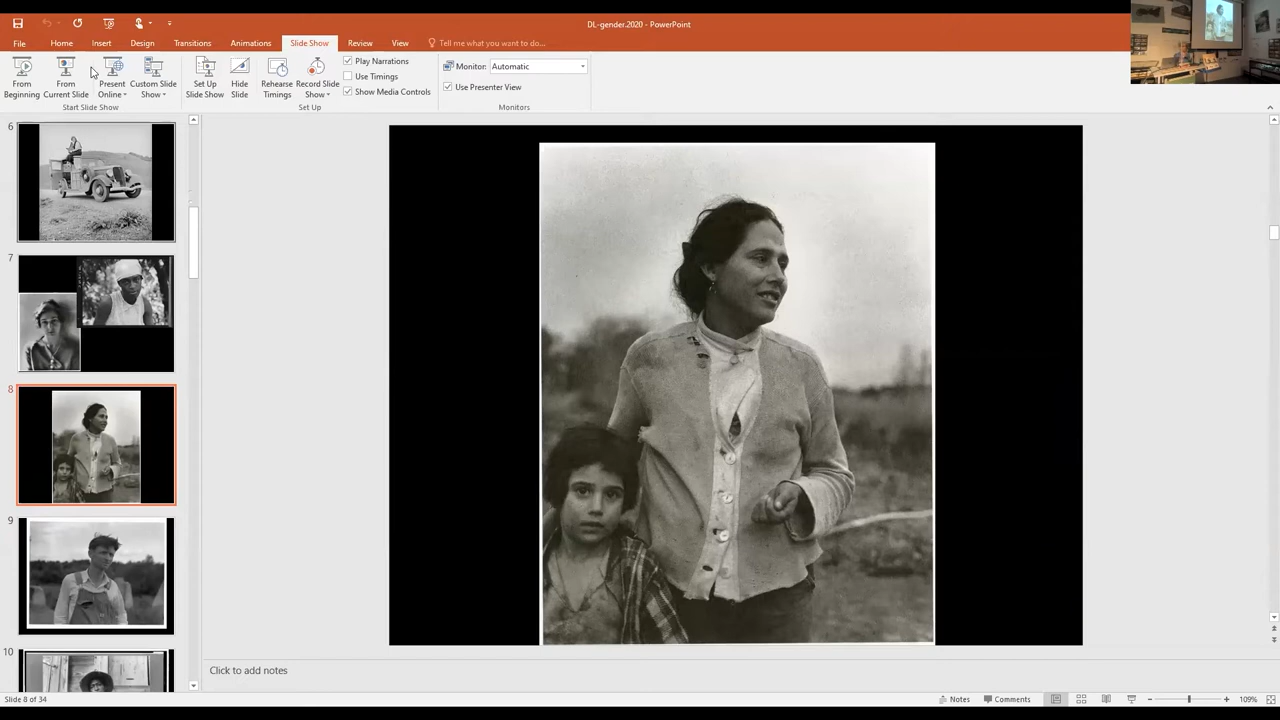 DL-gender.2020 - PowerPoint
File Home Insert Design Transitions Animations Slide Show Review View Tell me what you want to do...
From Beginning
From Current Slide
Present Online
Custom Slide Show
Start Slide Show
Set Up Slide Show
Hide Slide
Rehearse Timings
Record Slide Show
Play Narrations
Use Timings
Show Media Controls
Set Up
Monitor: Automatic
Use Presenter View
Monitors
6
7
8
9
10
Click to add notes
Slide 8 of 34
Notes Comments 109%